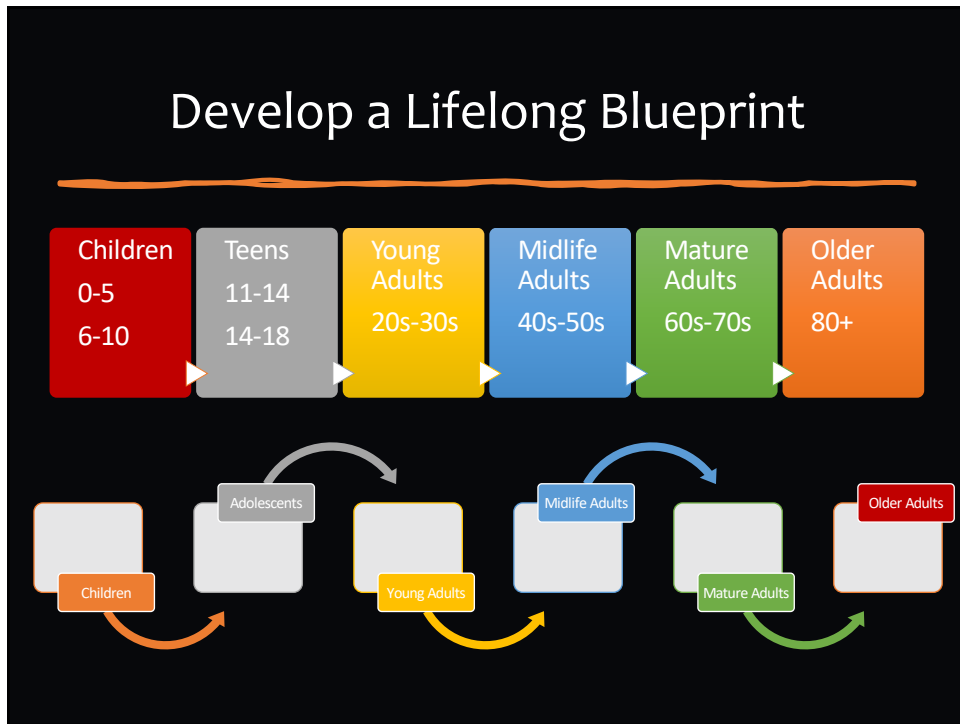 Develop a Lifelong Blueprint
Children
0-5
6-10
Teens
11-14
14-18
Young
Adults
20s-30s
Midlife
Adults
40s-50s
Mature
Adults
60s-70s
Older
Adults
80+
Adolescents
Midlife Adults
Older Adults
Children
Young Adults
Mature Adults